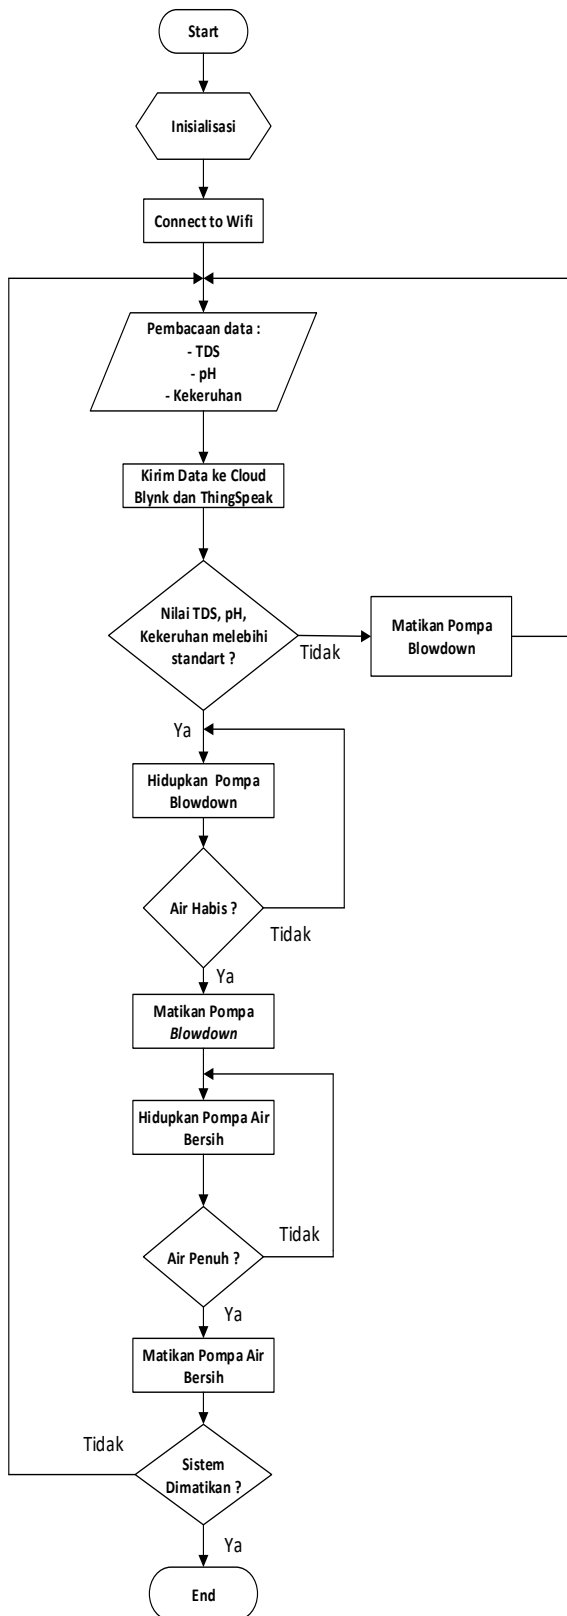 Start
Inisialisasi
Connect to Wifi
Pembacaan data :
- TDS
- pH
- Kekeruhan
Kirim Data ke Cloud
Blynk dan ThingSpeak
Nilai TDS, pH,
Kekeruhan melebihi
standart ?
Tidak
Matikan Pompa
Blowdown
Ya
Hidupkan Pompa
Blowdown
Air Habis ?
Tidak
Ya
Matikan Pompa
Blowdown
Hidupkan Pompa Air
Bersih
Tidak
Air Penuh ?
Ya
Matikan Pompa Air
Bersih
Tidak
Sistem
Dimatikan ?
Ya
End